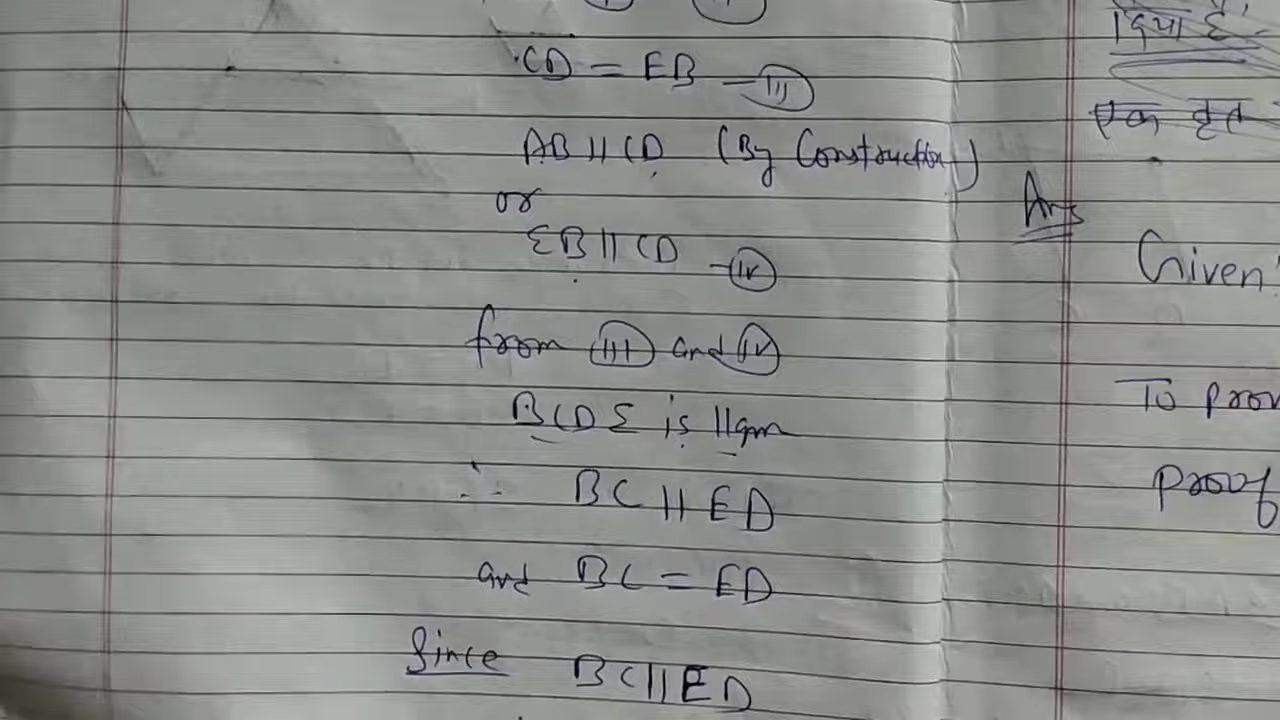 CD = EB - (iii)
AB || CD (By Construction)
or
EB || CD - (iv)
from (iii) and (iv)
BCDE is ||gm
∴ BC || ED
and BC = ED
Since BC || ED
दिया है
एक वृत
Ans
Given:
To prov
proof